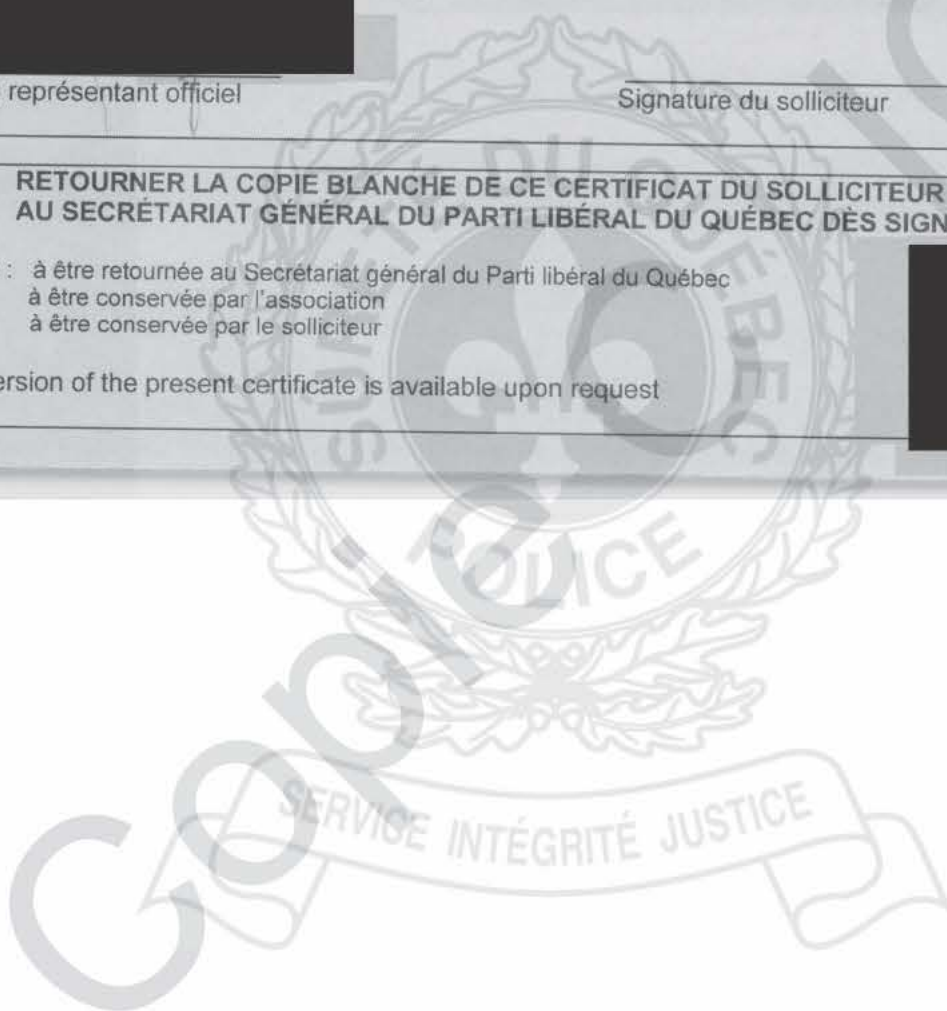 représentant officiel
Signature du solliciteur
RETOURNER LA COPIE BLANCHE DE CE CERTIFICAT DU SOLLICITEUR
AU SECRÉTARIAT GÉNÉRAL DU PARTI LIBÉRAL DU QUÉBEC DÈS SIGN
: à être retournée au Secrétariat général du Parti libéral du Québec
à être conservée par l'association
à être conservée par le solliciteur
ersion of the present certificate is available upon request
SÛRETÉ DU QUÉBEC
POLICE
SERVICE INTÉGRITÉ JUSTICE
Copie